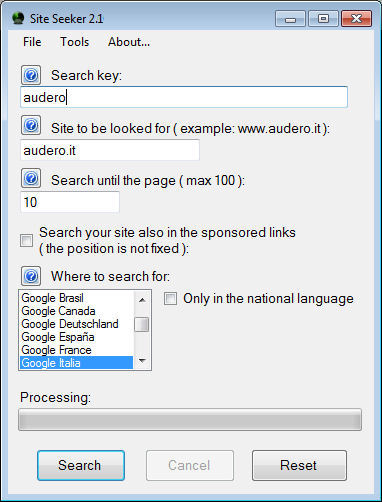 Site Seeker 2.1
File Tools About...
Search key:
audero
Site to be looked for ( example: www.audero.it ):
audero.it
Search until the page ( max 100 ):
10
Search your site also in the sponsored links
( the position is not fixed ):
Where to search for:
Google Brasil
Google Canada
Google Deutschland
Google España
Google France
Google Italia
Only in the national language
Processing:
Search Cancel Reset